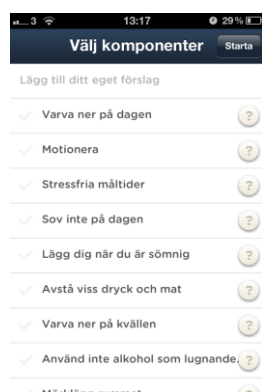 ...3 13:17 29%
Välj komponenter Starta
Lägg till ditt eget förslag
Varva ner på dagen ?
Motionera ?
Stressfria måltider ?
Sov inte på dagen ?
Lägg dig när du är sömnig ?
Avstå viss dryck och mat ?
Varva ner på kvällen ?
Använd inte alkohol som lugnande. ?